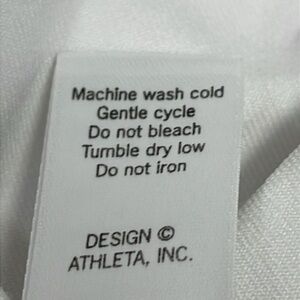 Machine wash cold
Gentle cycle
Do not bleach
Tumble dry low
Do not iron
DESIGN ©
ATHLETA, INC.